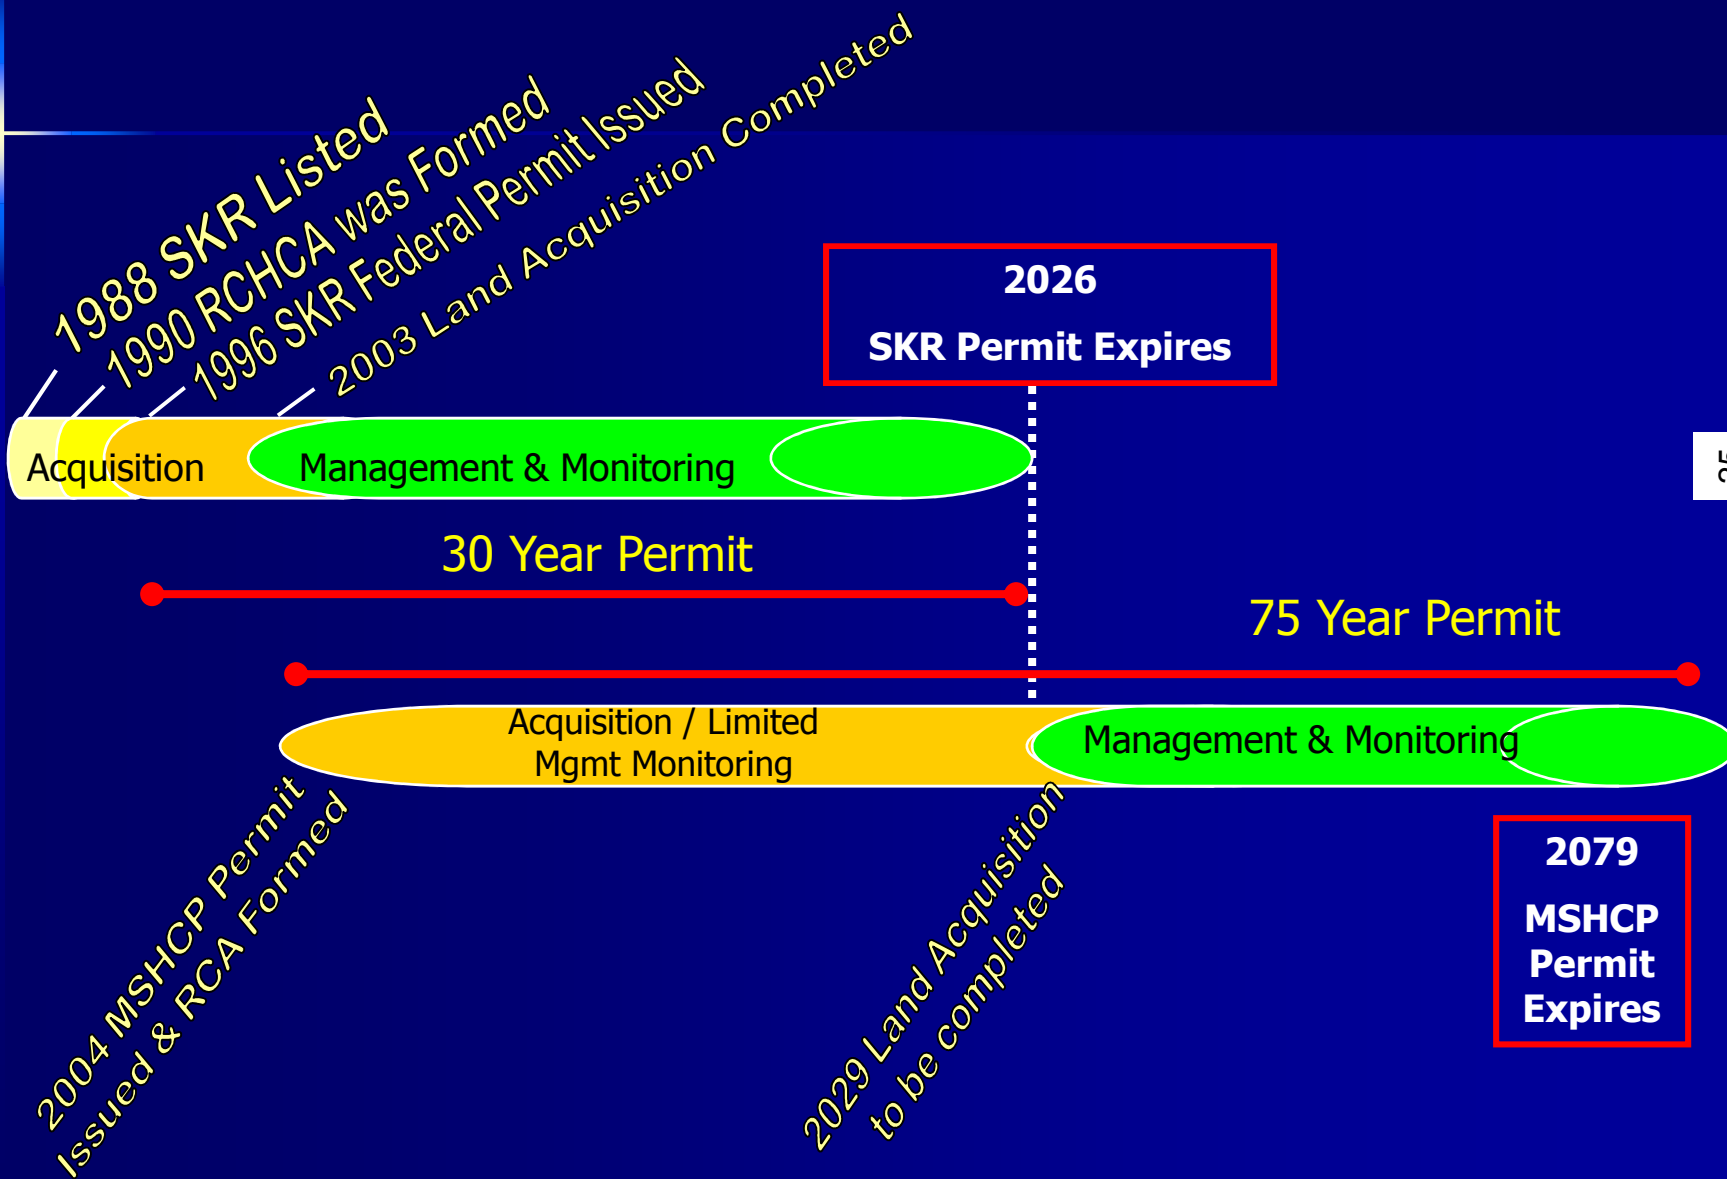 1988 SKR Listed
1990 RCHCA was Formed
1996 SKR Federal Permit Issued
2003 Land Acquisition Completed
2026
SKR Permit Expires
Acquisition
Management & Monitoring
30 Year Permit
75 Year Permit
Acquisition / Limited
Mgmt Monitoring
Management & Monitoring
2004 MSHCP Permit
Issued & RCA Formed
2029 Land Acquisition
to be completed
2079
MSHCP
Permit
Expires